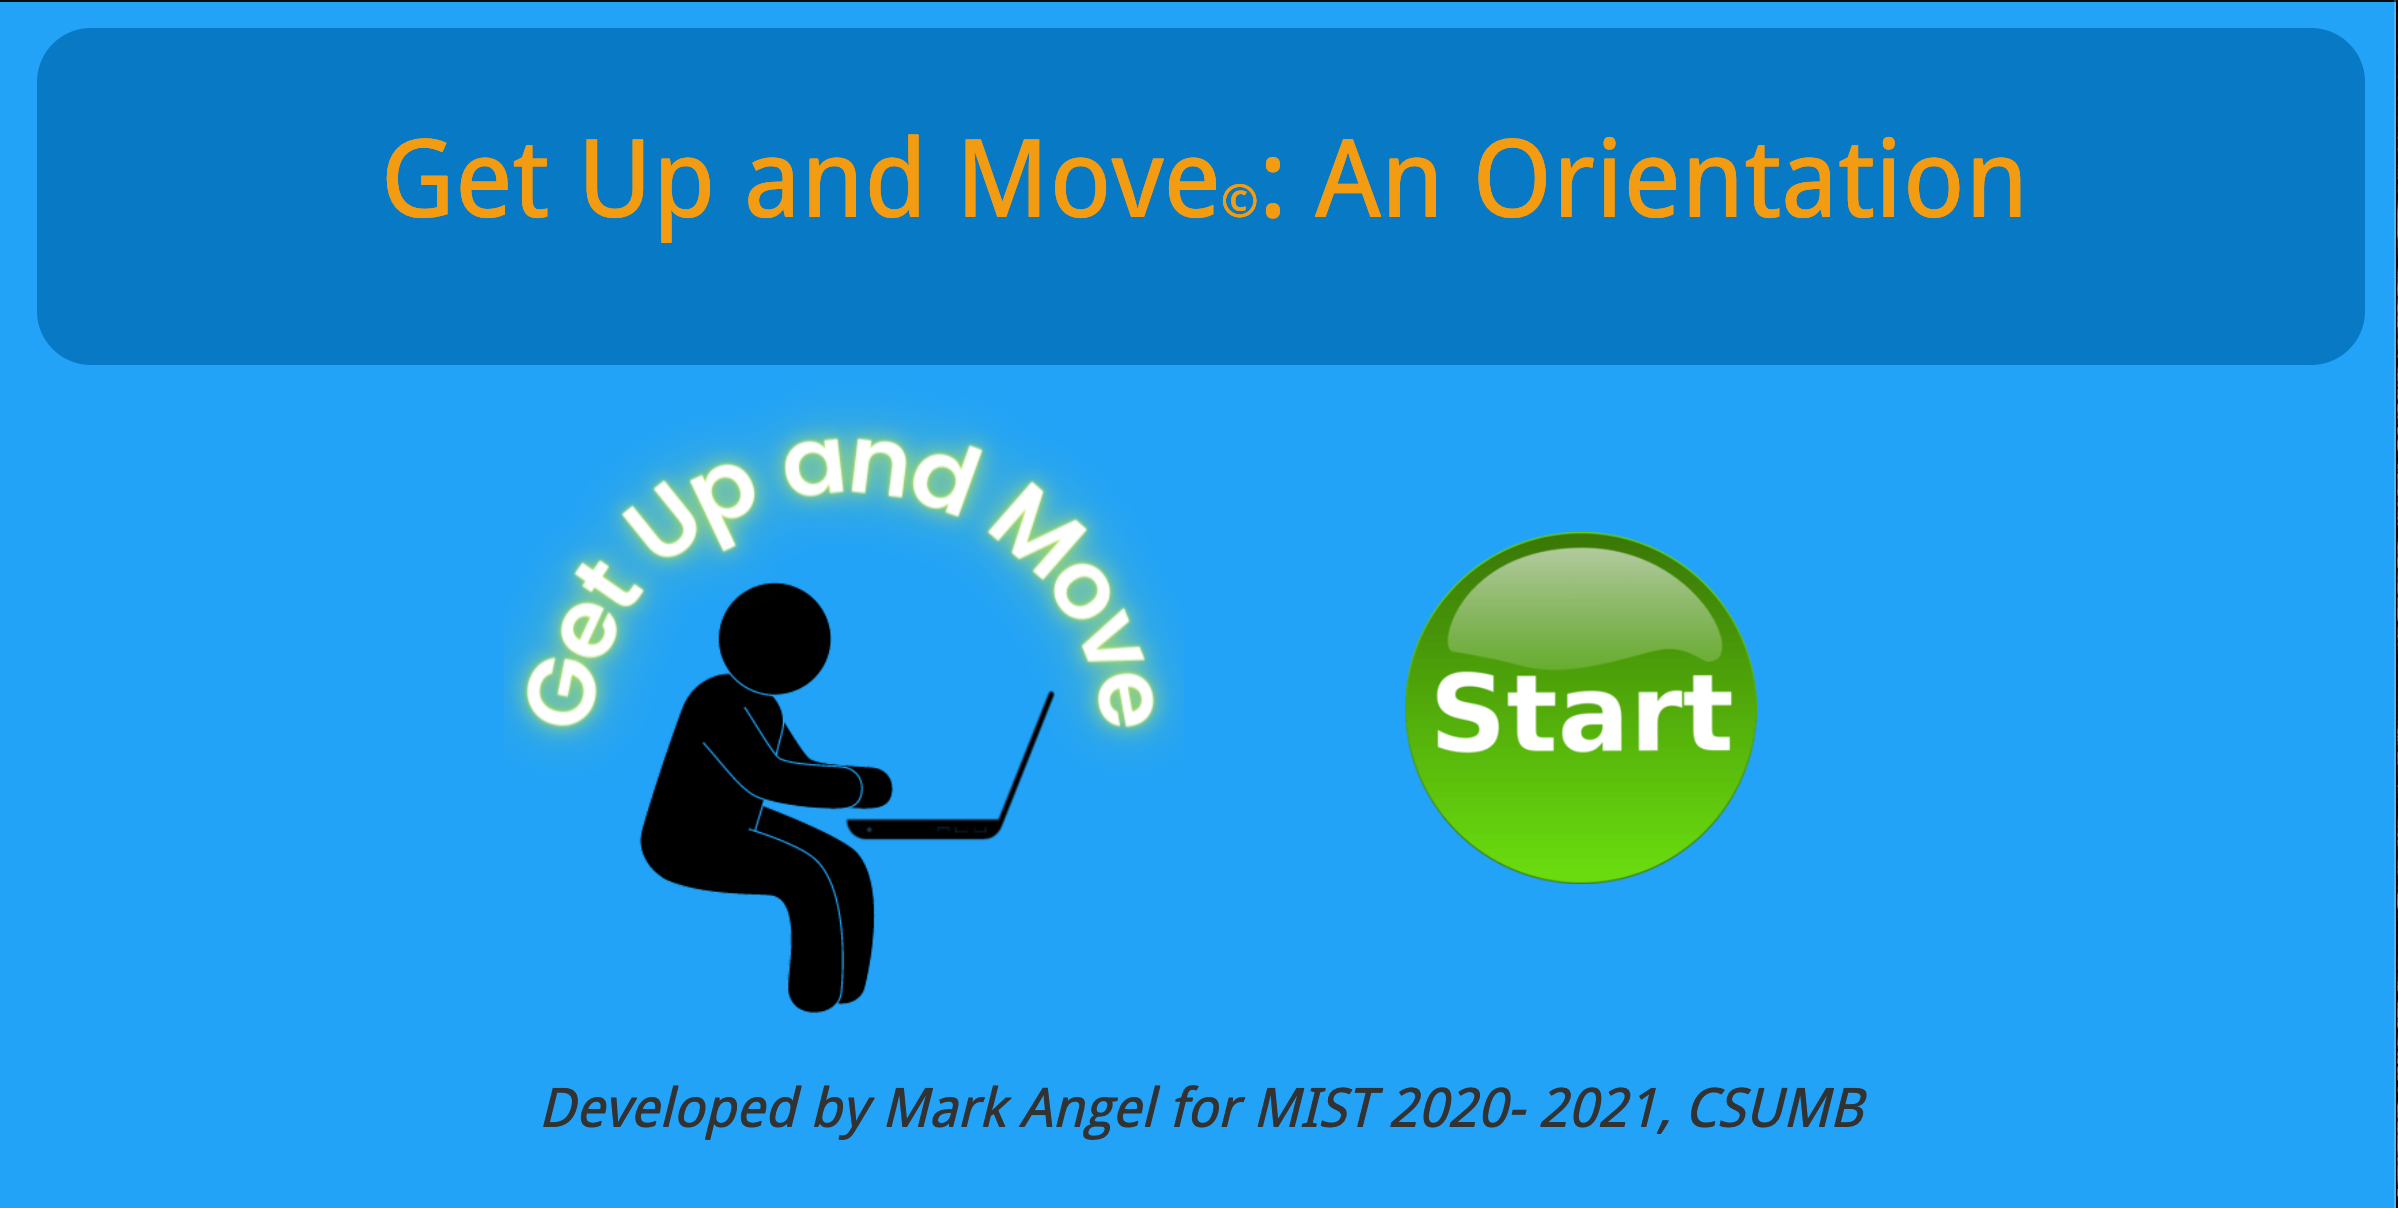 Get Up and Move©: An Orientation
Get Up and Move
Start
Developed by Mark Angel for MIST 2020- 2021, CSUMB